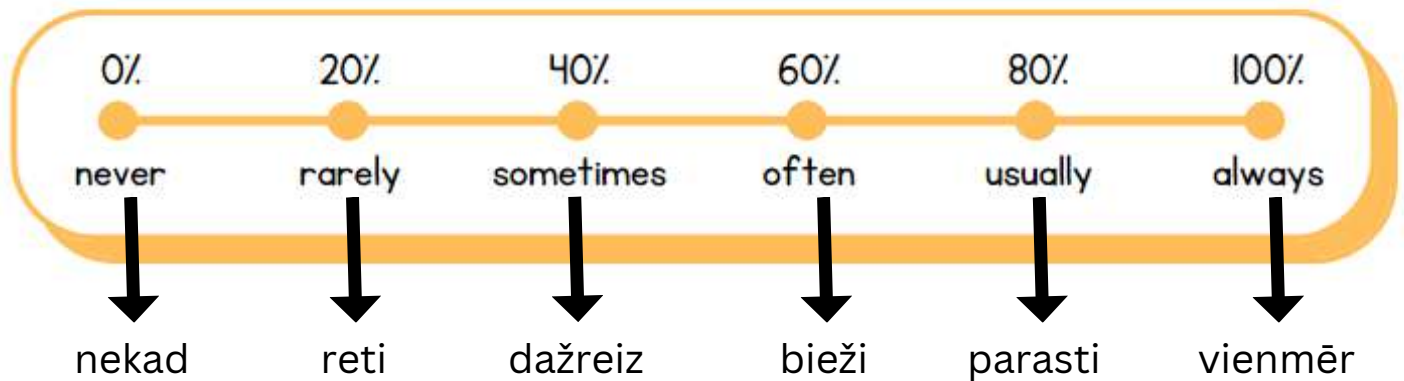 0% 20% 40% 60% 80% 100%
never rarely sometimes often usually always
nekad reti dažreiz bieži parasti vienmēr